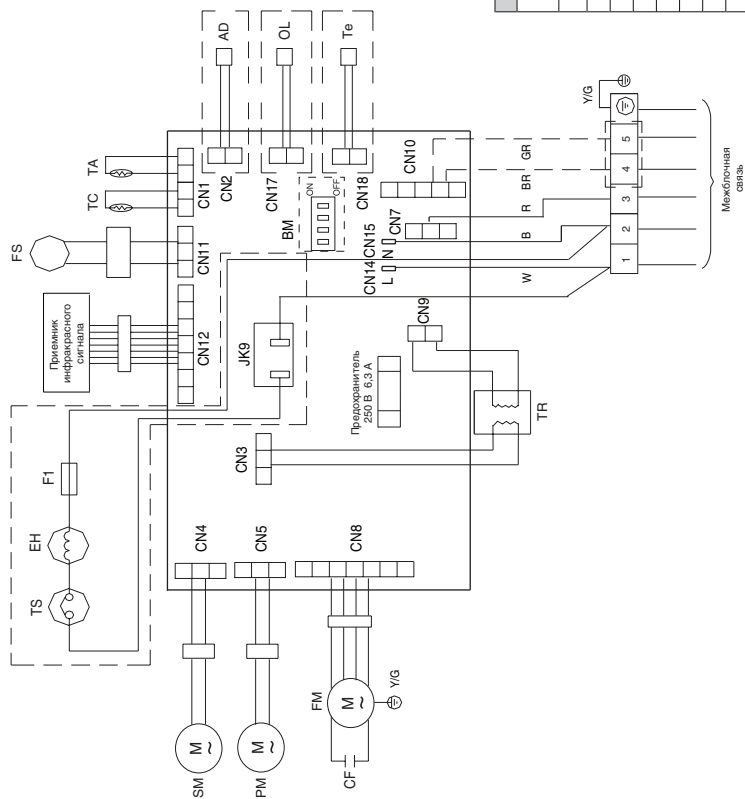 FS
TC
TA
AD
OL
Te
Приемник
инфракрасного
сигнала
F1
EH
TS
CN12
CN11
CN1
CN2
CN17
CN18
BM
ON
OFF
JK9
CN4
CN5
CN8
CN3
Предохранитель
250 В 6,3 А
CN9
CN14
CN15
L
N
CN7
CN10
SM
M
~
PM
M
~
FM
M
~
Y/G
CF
TR
W
B
R
BR
GR
Y/G
1
2
3
4
5
Межблочная
связь